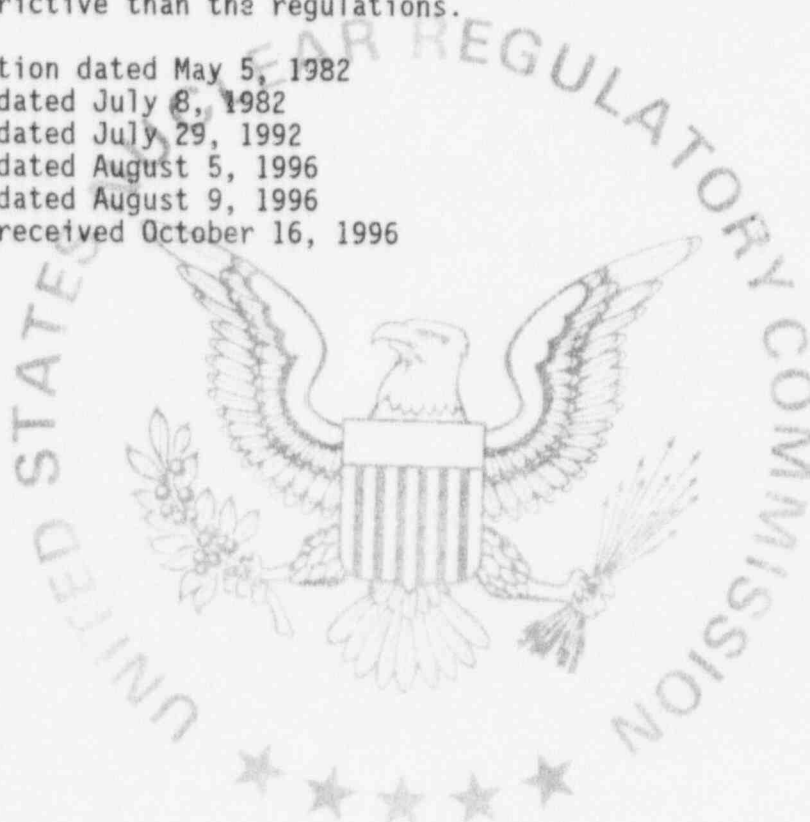 rictive than the regulations.
tion dated May 5, 1982
dated July 8, 1982
dated July 29, 1992
dated August 5, 1996
dated August 9, 1996
received October 16, 1996
UNITED STATES NUCLEAR REGULATORY COMMISSION